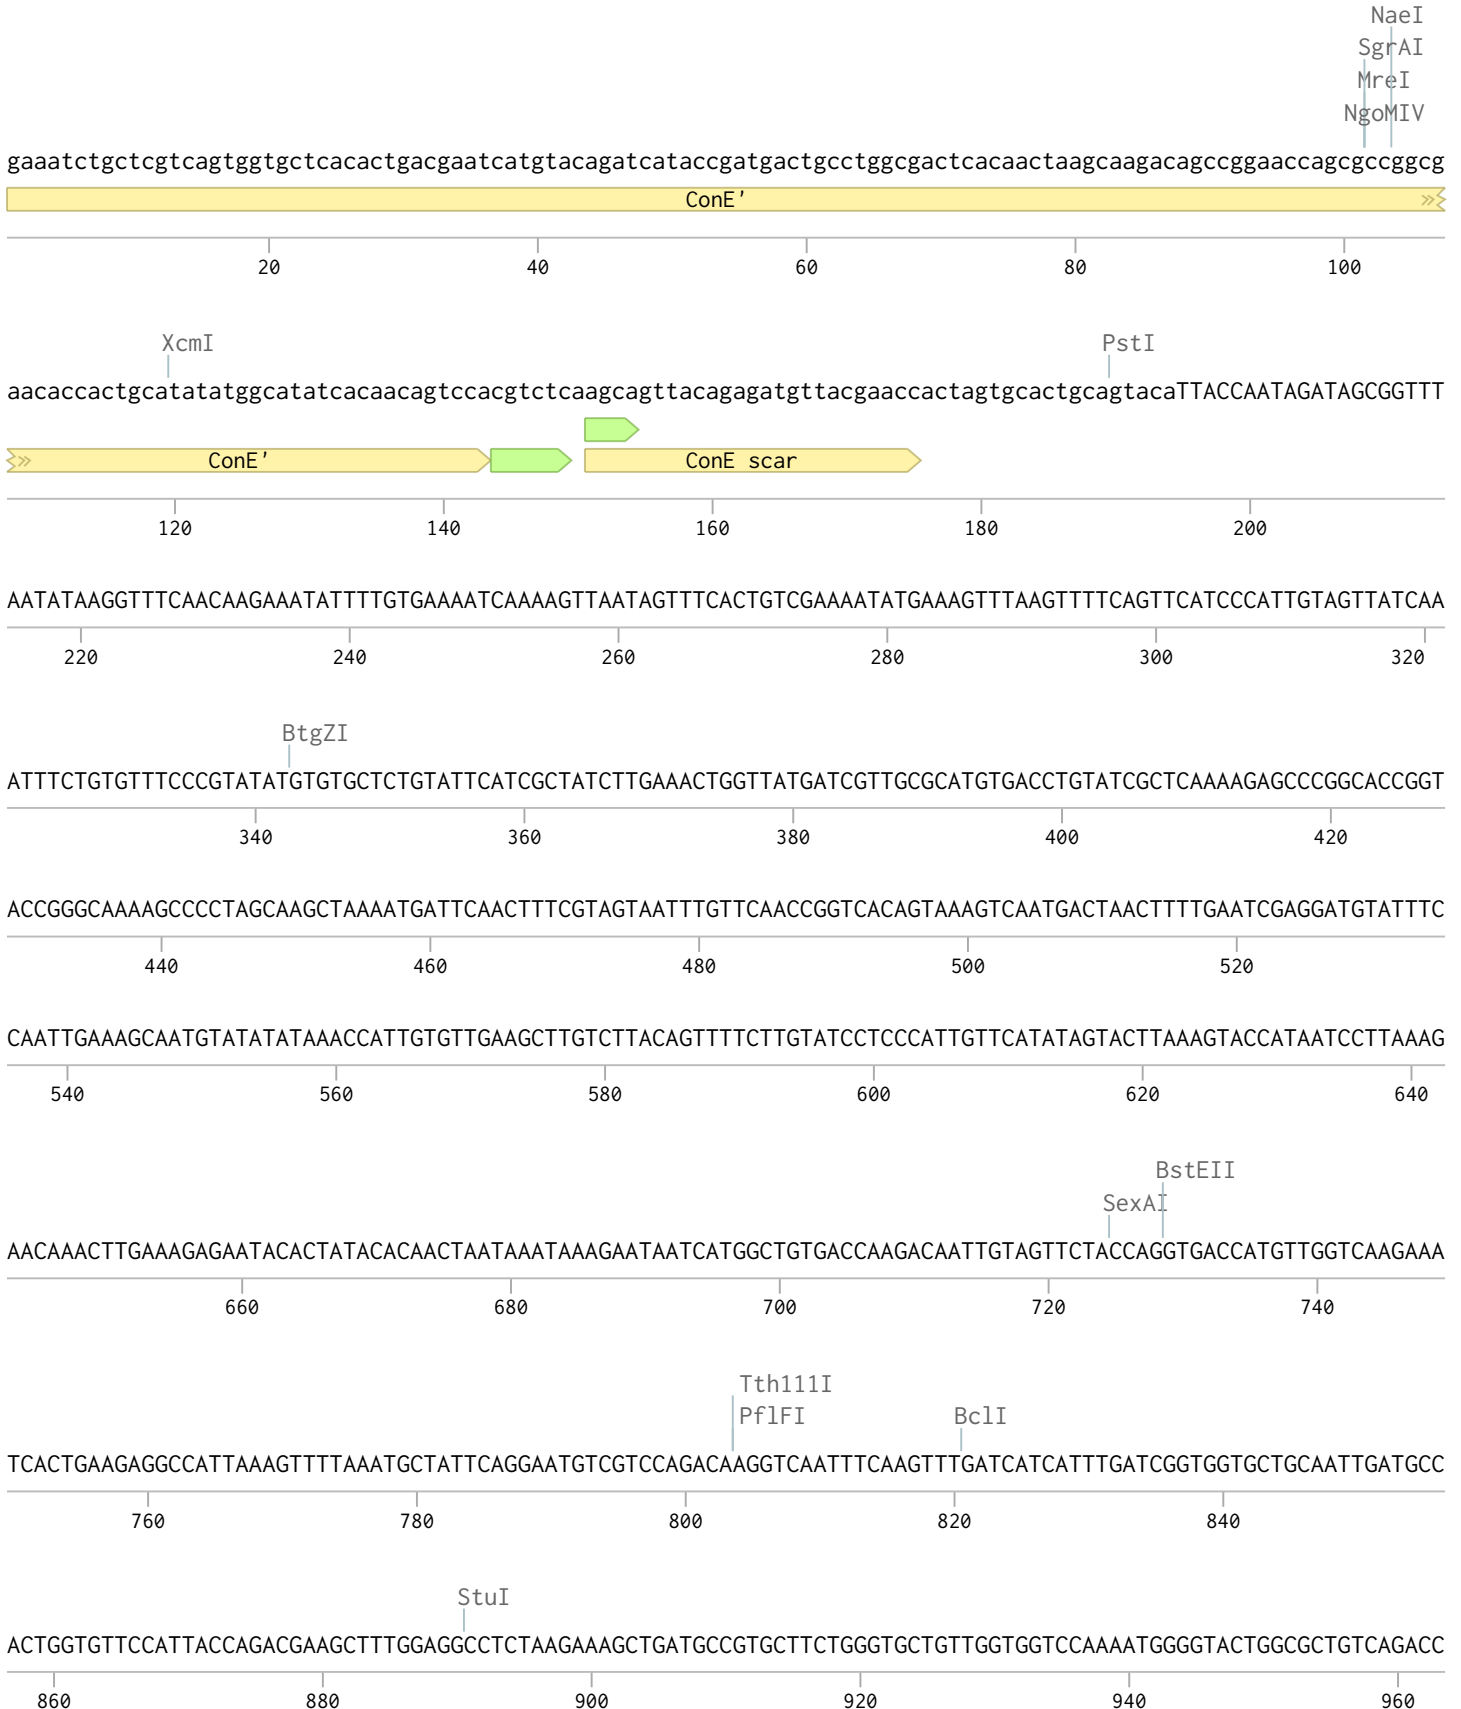 NaeI
SgrAI
MreI
NgoMIV
gaaatctgctcgtcagtggtgctcacactgacgaatcatgtacagatcataccgatgactgcctggcgactcacaactaagcaagacagccggaaccagcgccggcg
ConE'
20 40 60 80 100
XcmI PstI
aacaccactgcatatatggcatatcacaacagtccacgtctcaagcagttacagagatgttacgaaccactagtgcactgcagtacaTTACCAATAGATAGCGGTTT
ConE' ConE scar
120 140 160 180 200
AATATAAGGTTTCAACAAGAAATATTTTGTGAAAATCAAAAGTTAATAGTTTCACTGTCGAAAATATGAAAGTTTAAGTTTTCAGTTCATCCCATTGTAGTTATCAA
220 240 260 280 300 320
BtgZI
ATTTCTGTGTTTCCCGTATATGTGTGCTCTGTATTCATCGCTATCTTGAAACTGGTTATGATCGTTGCGCATGTGACCTGTATCGCTCAAAAGAGCCCGGCACCGGT
340 360 380 400 420
ACCGGGCAAAAGCCCCTAGCAAGCTAAAATGATTCAACTTTCGTAGTAATTTGTTCAACCGGTCACAGTAAAGTCAATGACTAACTTTTGAATCGAGGATGTATTTC
440 460 480 500 520
CAATTGAAAGCAATGTATATATAAACCATTGTGTTGAAGCTTGTCTTACAGTTTTCTTGTATCCTCCCATTGTTCATATAGTACTTAAAGTACCATAATCCTTAAAG
540 560 580 600 620 640
BstEII
SexAI
AACAAACTTGAAAGAGAATACACTATACACAACTAATAAATAAAGAATAATCATGGCTGTGACCAAGACAATTGTAGTTCTACCAGGTGACCATGTTGGTCAAGAAA
660 680 700 720 740
Tth111I
PflFI BclI
TCACTGAAGAGGCCATTAAAGTTTTAAATGCTATTCAGGAATGTCGTCCAGACAAGGTCAATTTCAAGTTTGATCATCATTTGATCGGTGGTGCTGCAATTGATGCC
760 780 800 820 840
StuI
ACTGGTGTTCCATTACCAGACGAAGCTTTGGAGGCCTCTAAGAAAGCTGATGCCGTGCTTCTGGGTGCTGTTGGTGGTCCAAAATGGGGTACTGGCGCTGTCAGACC
860 880 900 920 940 960